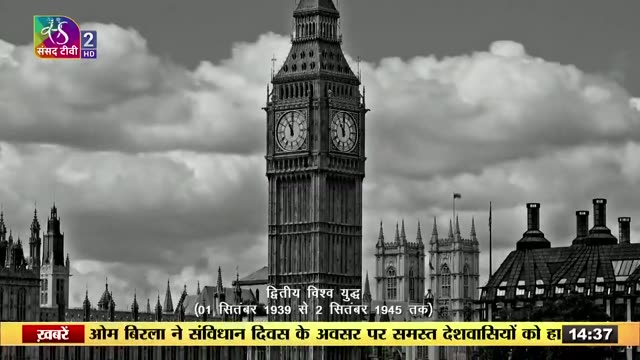 संसद टीवी 2
HD
द्वितीय विश्व युद्ध
(01 सितंबर 1939 से 2 सितंबर 1945 तक)
ख़बरें ओम बिरला ने संविधान दिवस के अवसर पर समस्त देशवासियों को हा 14:37